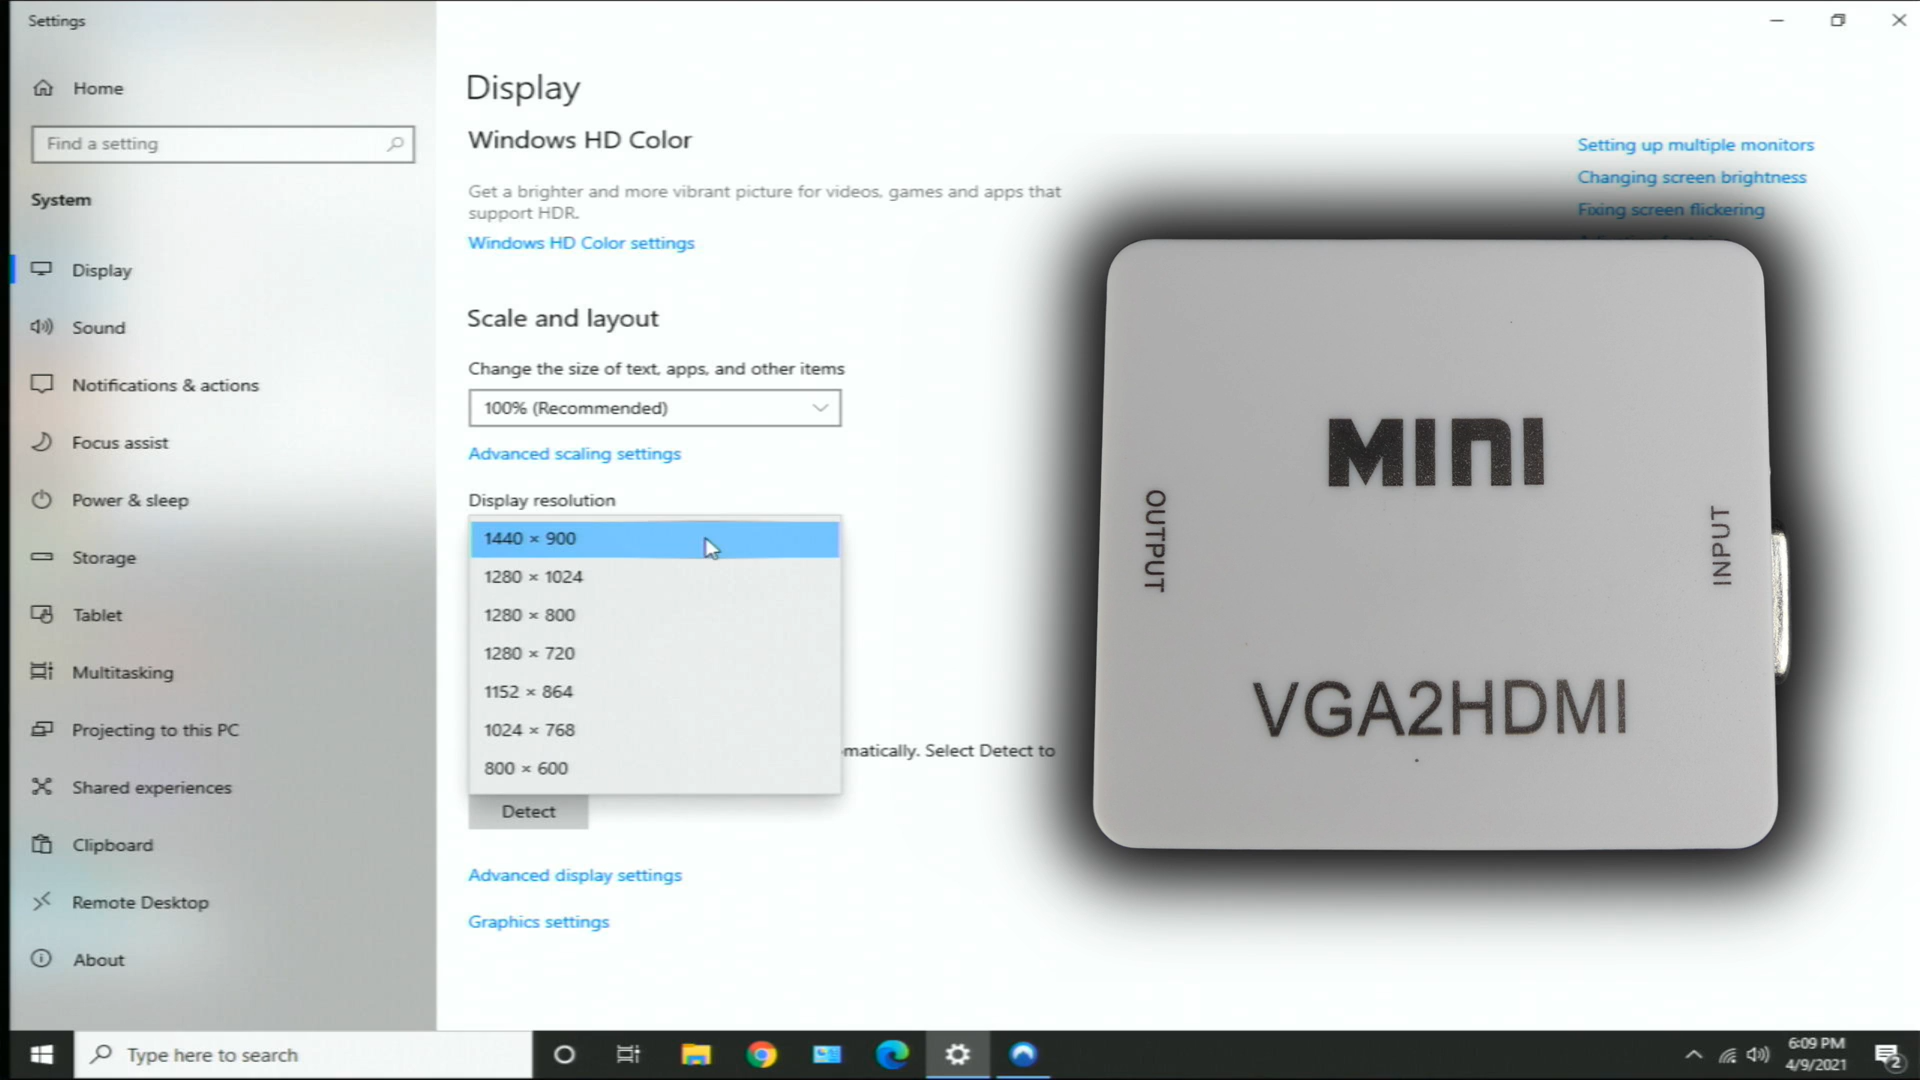 Settings
Home
Find a setting
System
Display
Sound
Notifications & actions
Focus assist
Power & sleep
Storage
Tablet
Multitasking
Projecting to this PC
Shared experiences
Clipboard
Remote Desktop
About
Display
Windows HD Color
Get a brighter and more vibrant picture for videos, games and apps that
support HDR.
Windows HD Color settings
Scale and layout
Change the size of text, apps, and other items
100% (Recommended)
Advanced scaling settings
Display resolution
1440 × 900
1280 × 1024
1280 × 800
1280 × 720
1152 × 864
1024 × 768
800 × 600
matically. Select Detect to
Detect
Advanced display settings
Graphics settings
Setting up multiple monitors
Changing screen brightness
Fixing screen flickering
MINI
OUTPUT
INPUT
VGA2HDMI
Type here to search
6:09 PM
4/9/2021
2